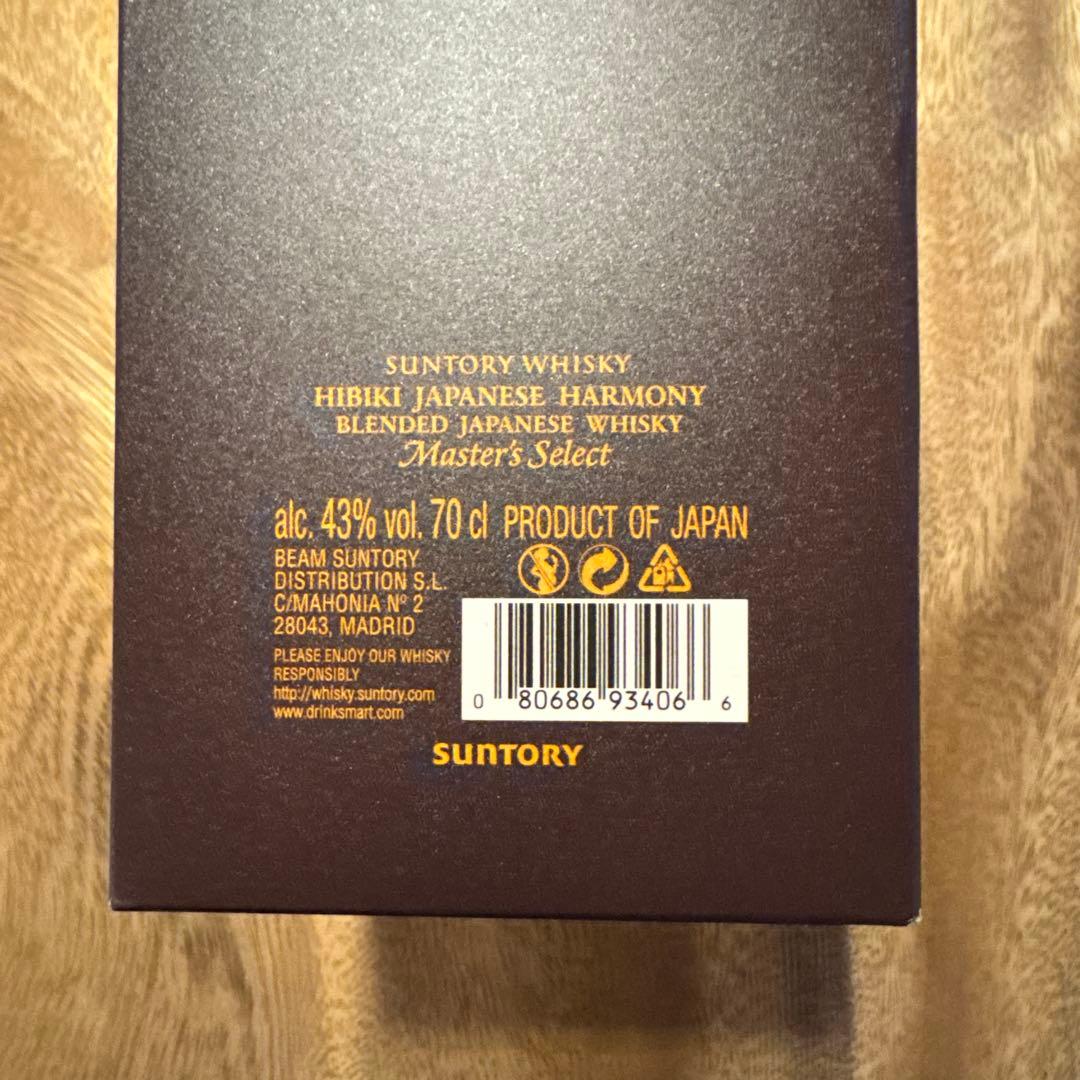 SUNTORY WHISKY
HIBIKI JAPANESE HARMONY
BLENDED JAPANESE WHISKY
Master's Select
alc. 43% vol. 70 cl PRODUCT OF JAPAN
BEAM SUNTORY
DISTRIBUTION S.L.
C/MAHONIA Nº 2
28043, MADRID
PLEASE ENJOY OUR WHISKY
RESPONSIBLY
http://whisky.suntory.com
www.drinksmart.com
0 80686 93406 6
SUNTORY